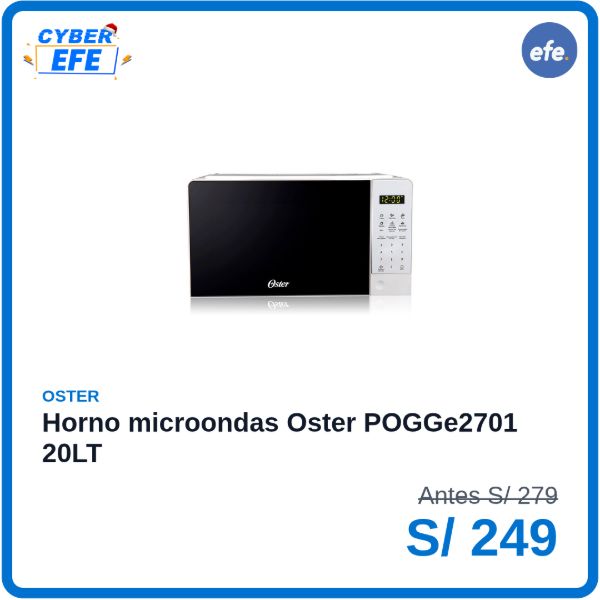 CYBER
EFE
efe.
12:00
Oster
OSTER
Horno microondas Oster POGGe2701
20LT
Antes S/ 279
S/ 249